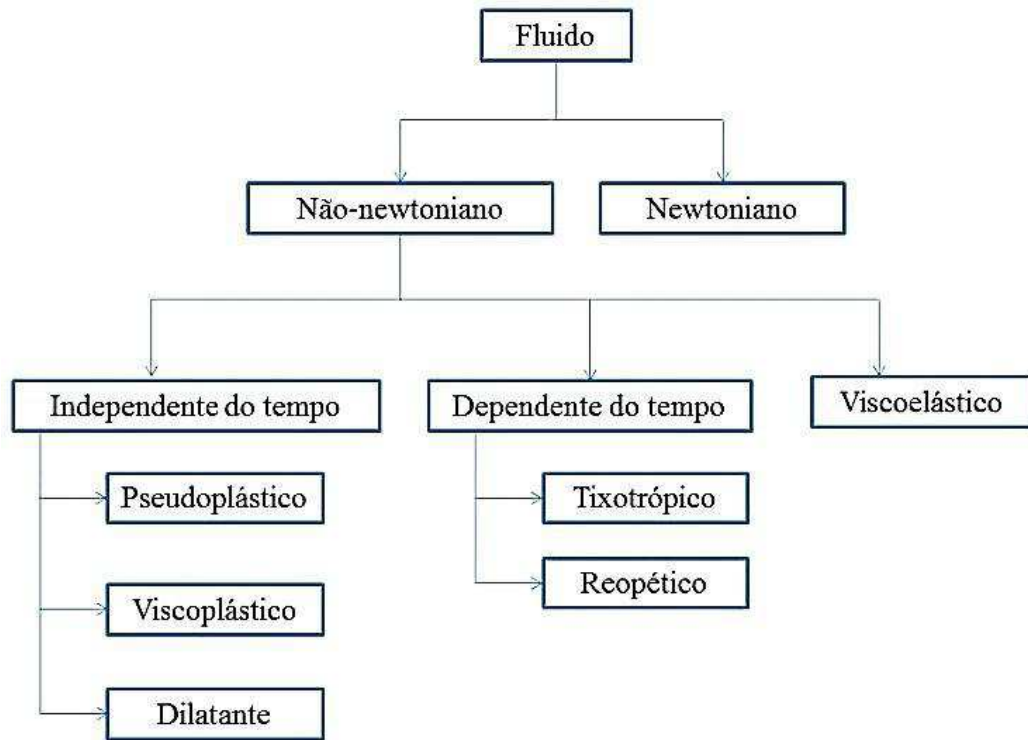 Fluido
Não-newtoniano
Newtoniano
Independente do tempo
Dependente do tempo
Viscoelástico
Pseudoplástico
Tixotrópico
Reopético
Viscoplástico
Dilatante